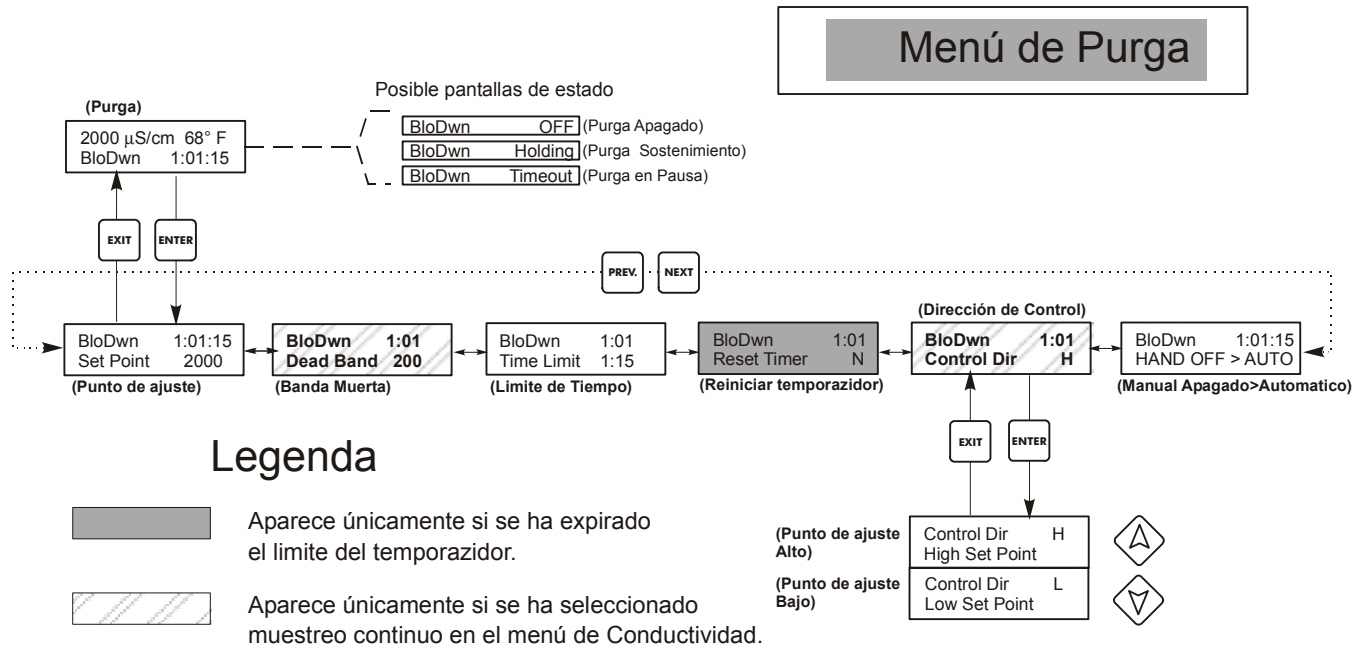 Menú de Purga
Posible pantallas de estado
(Purga)
2000 μS/cm 68° F
BloDwn 1:01:15
BloDwn OFF (Purga Apagado)
BloDwn Holding (Purga Sostenimiento)
BloDwn Timeout (Purga en Pausa)
EXIT
ENTER
PREV.
NEXT
BloDwn 1:01:15
Set Point 2000
(Punto de ajuste)
BloDwn 1:01
Dead Band 200
(Banda Muerta)
BloDwn 1:01
Time Limit 1:15
(Limite de Tiempo)
BloDwn 1:01
Reset Timer N
(Reiniciar temporazidor)
(Dirección de Control)
BloDwn 1:01
Control Dir H
BloDwn 1:01:15
HAND OFF > AUTO
(Manual Apagado>Automatico)
EXIT
ENTER
(Punto de ajuste
Alto)
Control Dir H
High Set Point
(Punto de ajuste
Bajo)
Control Dir L
Low Set Point
Legenda
Aparece únicamente si se ha expirado
el limite del temporazidor.
Aparece únicamente si se ha seleccionado
muestreo continuo en el menú de Conductividad.